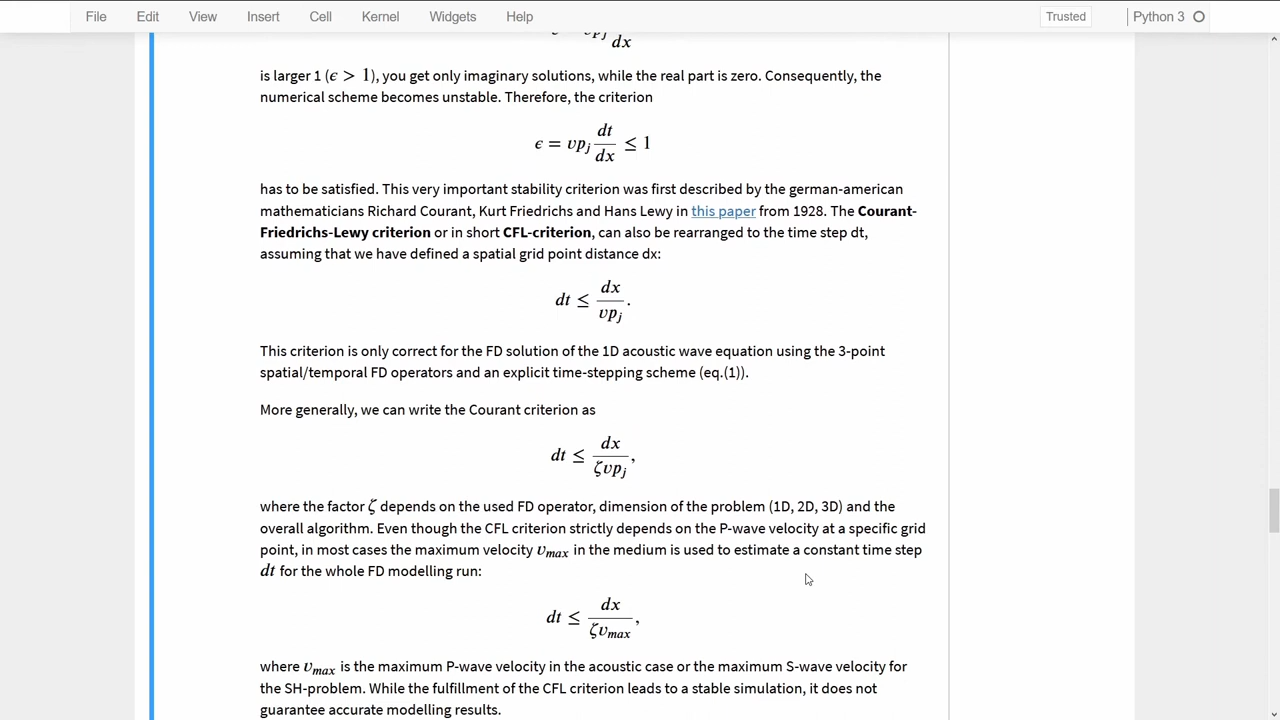 File Edit View Insert Cell Kernel Widgets Help Trusted Python 3
dx
is larger 1 (ϵ > 1), you get only imaginary solutions, while the real part is zero. Consequently, the
numerical scheme becomes unstable. Therefore, the criterion
ϵ = vp_j dt/dx ≤ 1
has to be satisfied. This very important stability criterion was first described by the german-american
mathematicians Richard Courant, Kurt Friedrichs and Hans Lewy in this paper from 1928. The Courant-
Friedrichs-Lewy criterion or in short CFL-criterion, can also be rearranged to the time step dt,
assuming that we have defined a spatial grid point distance dx:
dt ≤ dx/vp_j.
This criterion is only correct for the FD solution of the 1D acoustic wave equation using the 3-point
spatial/temporal FD operators and an explicit time-stepping scheme (eq.(1)).
More generally, we can write the Courant criterion as
dt ≤ dx/ζvp_j,
where the factor ζ depends on the used FD operator, dimension of the problem (1D, 2D, 3D) and the
overall algorithm. Even though the CFL criterion strictly depends on the P-wave velocity at a specific grid
point, in most cases the maximum velocity v_max in the medium is used to estimate a constant time step
dt for the whole FD modelling run:
dt ≤ dx/ζv_max,
where v_max is the maximum P-wave velocity in the acoustic case or the maximum S-wave velocity for
the SH-problem. While the fulfillment of the CFL criterion leads to a stable simulation, it does not
guarantee accurate modelling results.